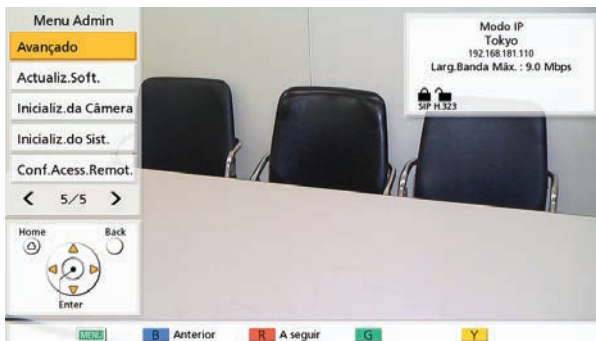 Menu Admin
Avançado
Actualiz.Soft.
Inicializ.da Câmera
Inicializ.do Sist.
Conf.Acess.Remot.
< 5/5 >
Home Back
Enter
Modo IP
Tokyo
192.168.181.110
Larg.Banda Máx. : 9.0 Mbps
SIP H.323
MENU B Anterior R A seguir G Y